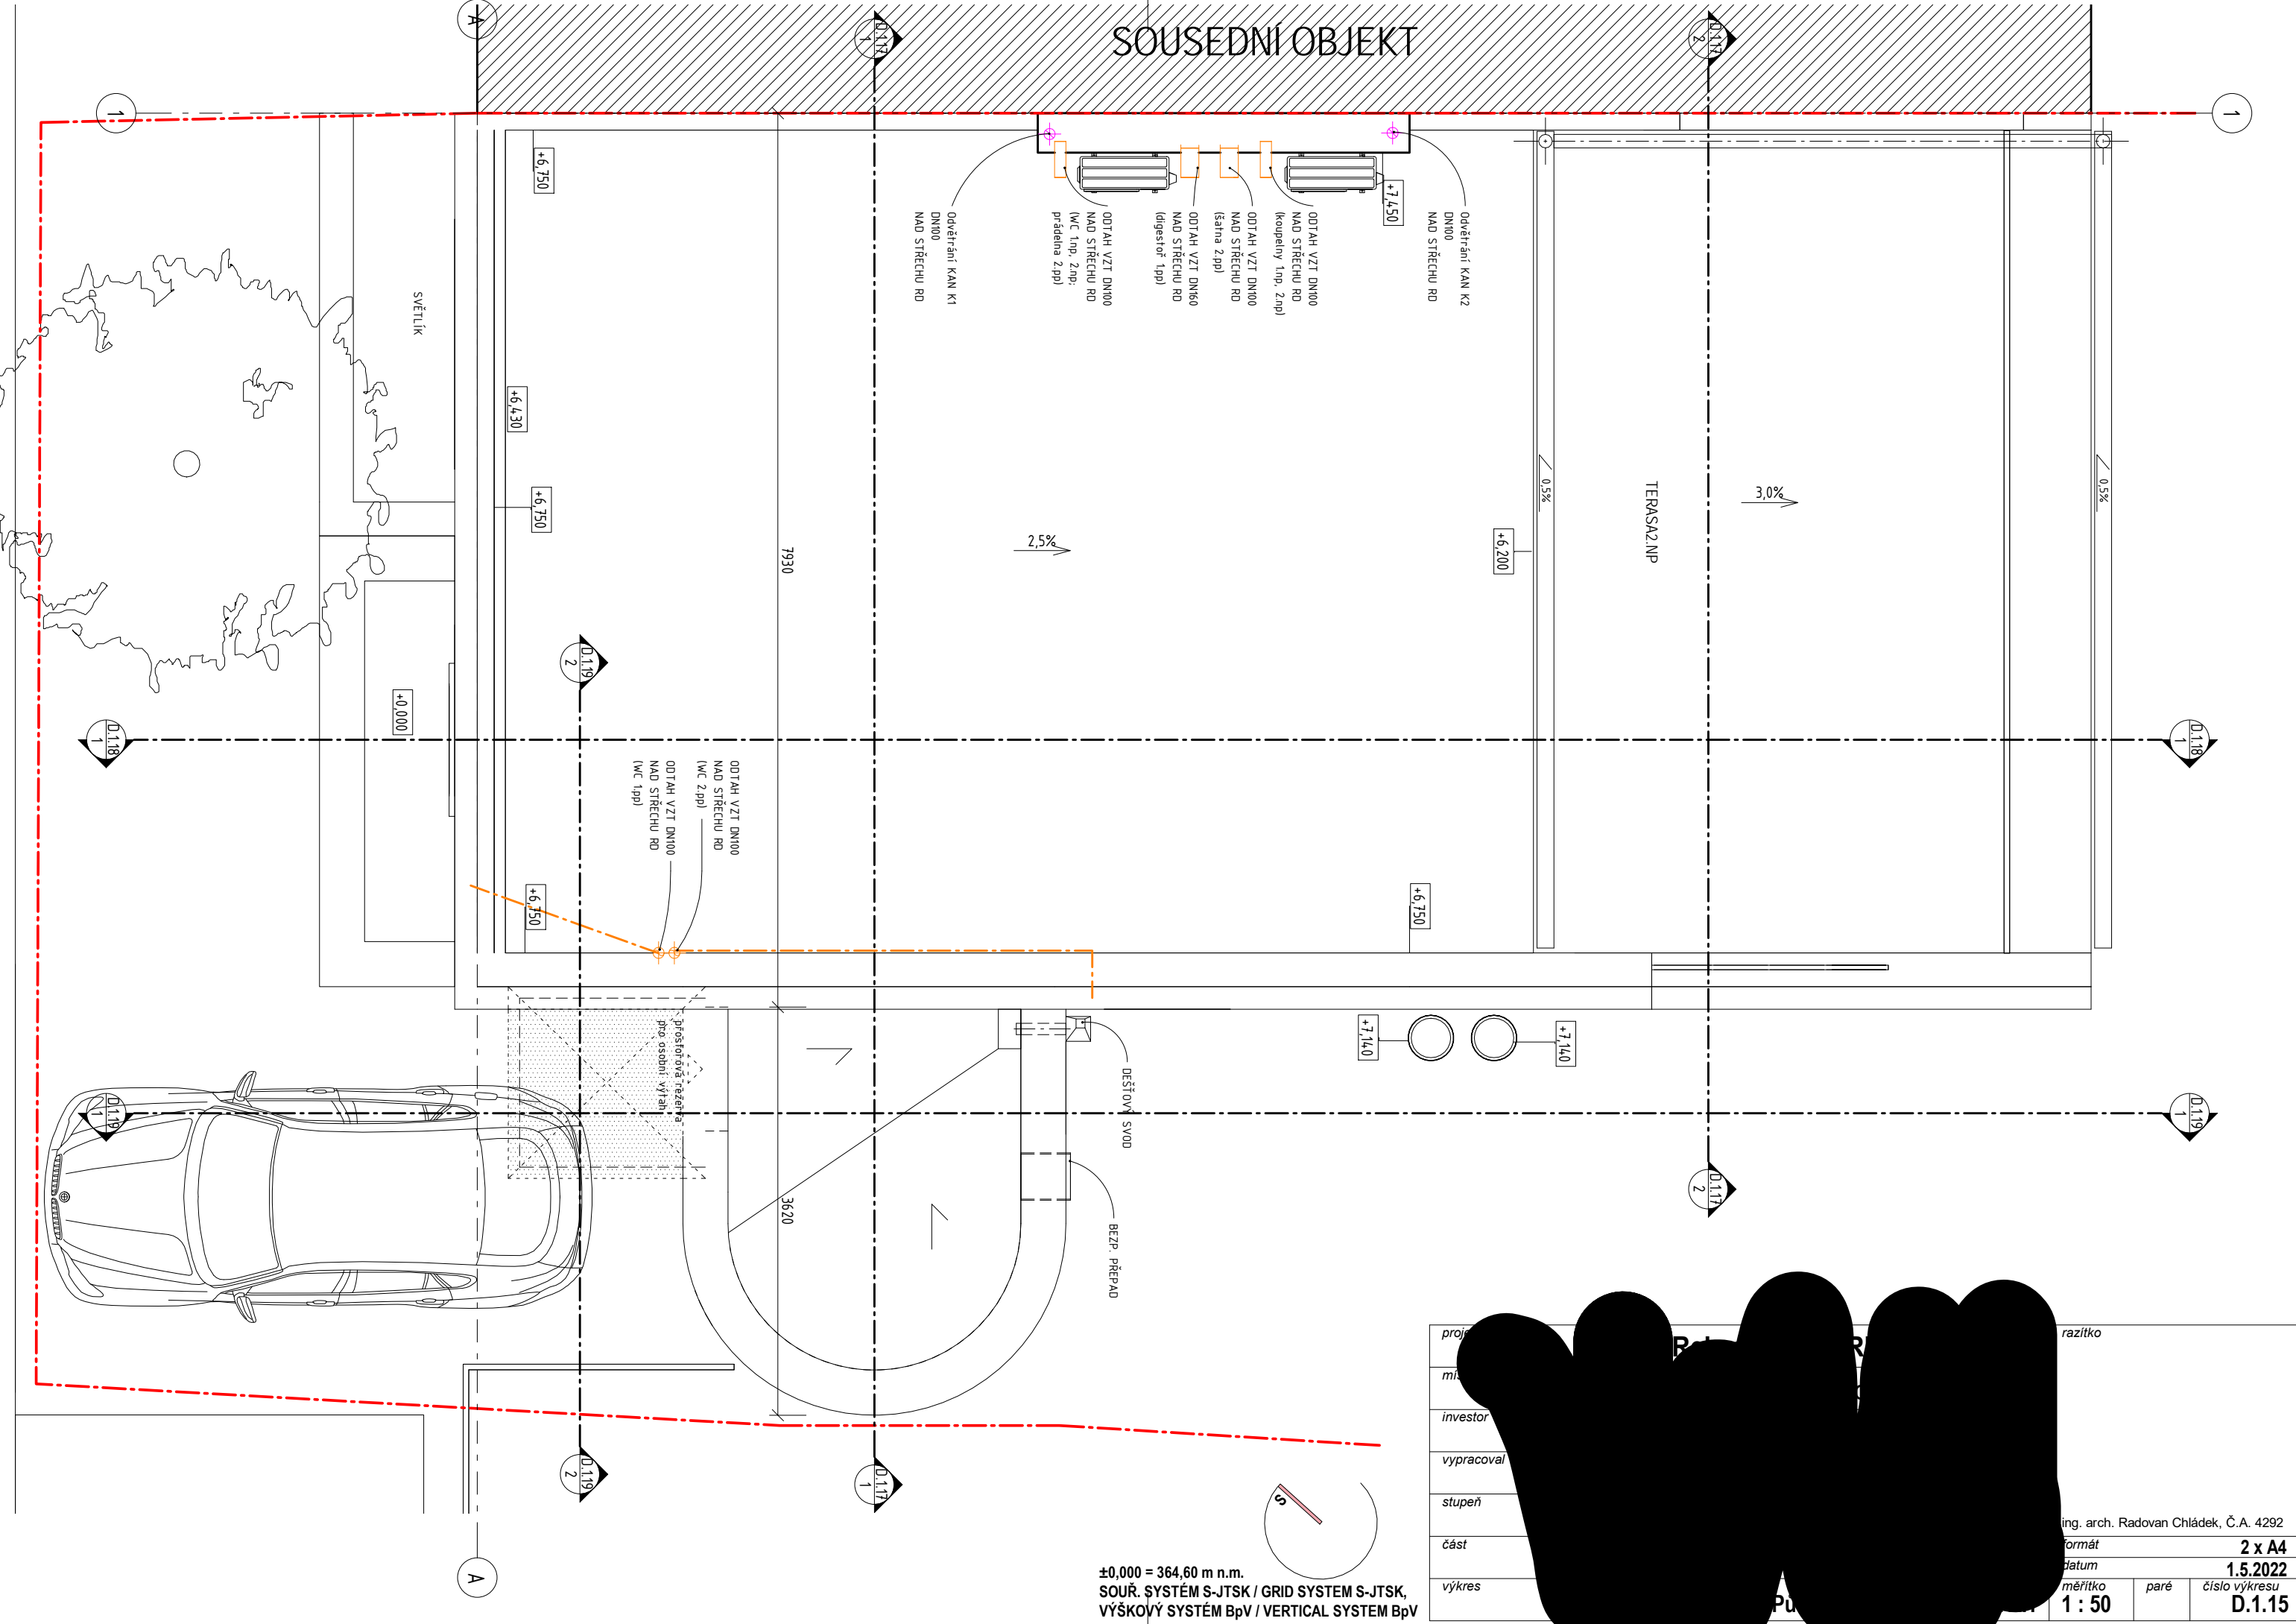 SOUSEDNÍ OBJEKT
A
D.1.17
1
D.1.17
2
1
1
+6,750
+7,450
Odvětrání KAN K1
DN100
NAD STŘECHU RD
ODTAH VZT DN100
NAD STŘECHU RD
(WC 1.np, 2.np;
prádelna 2.pp)
ODTAH VZT DN160
NAD STŘECHU RD
(digestoř 1.pp)
ODTAH VZT DN100
NAD STŘECHU RD
(šatna 2.pp)
ODTAH VZT DN100
NAD STŘECHU RD
(koupelny 1.np, 2.np)
Odvětrání KAN K2
DN100
NAD STŘECHU RD
SVĚTLÍK
+6,430
+6,750
7930
2,5%
+6,200
0,5%
TERASA2.NP
3,0%
0,5%
D.1.19
2
+0,000
D.1.18
1
D.1.18
1
ODTAH VZT DN100
NAD STŘECHU RD
(WC 2.pp)
ODTAH VZT DN100
NAD STŘECHU RD
(WC 1.pp)
+6,750
+6,750
prostorová rezerva
pro osobní výtah
+7,140
+7,140
DEŠŤOVÝ SVOD
D.1.19
1
D.1.19
1
3620
D.1.17
2
BEZP. PŘEPAD
D.1.19
2
D.1.17
1
A
S
±0,000 = 364,60 m n.m.
SOUŘ. SYSTÉM S-JTSK / GRID SYSTEM S-JTSK,
VÝŠKOVÝ SYSTÉM BpV / VERTICAL SYSTEM BpV
razítko
investor
vypracoval
stupeň
ing. arch. Radovan Chládek, Č.A. 4292
část
formát
2 x A4
datum
1.5.2022
výkres
měřítko
paré
číslo výkresu
1 : 50
D.1.15